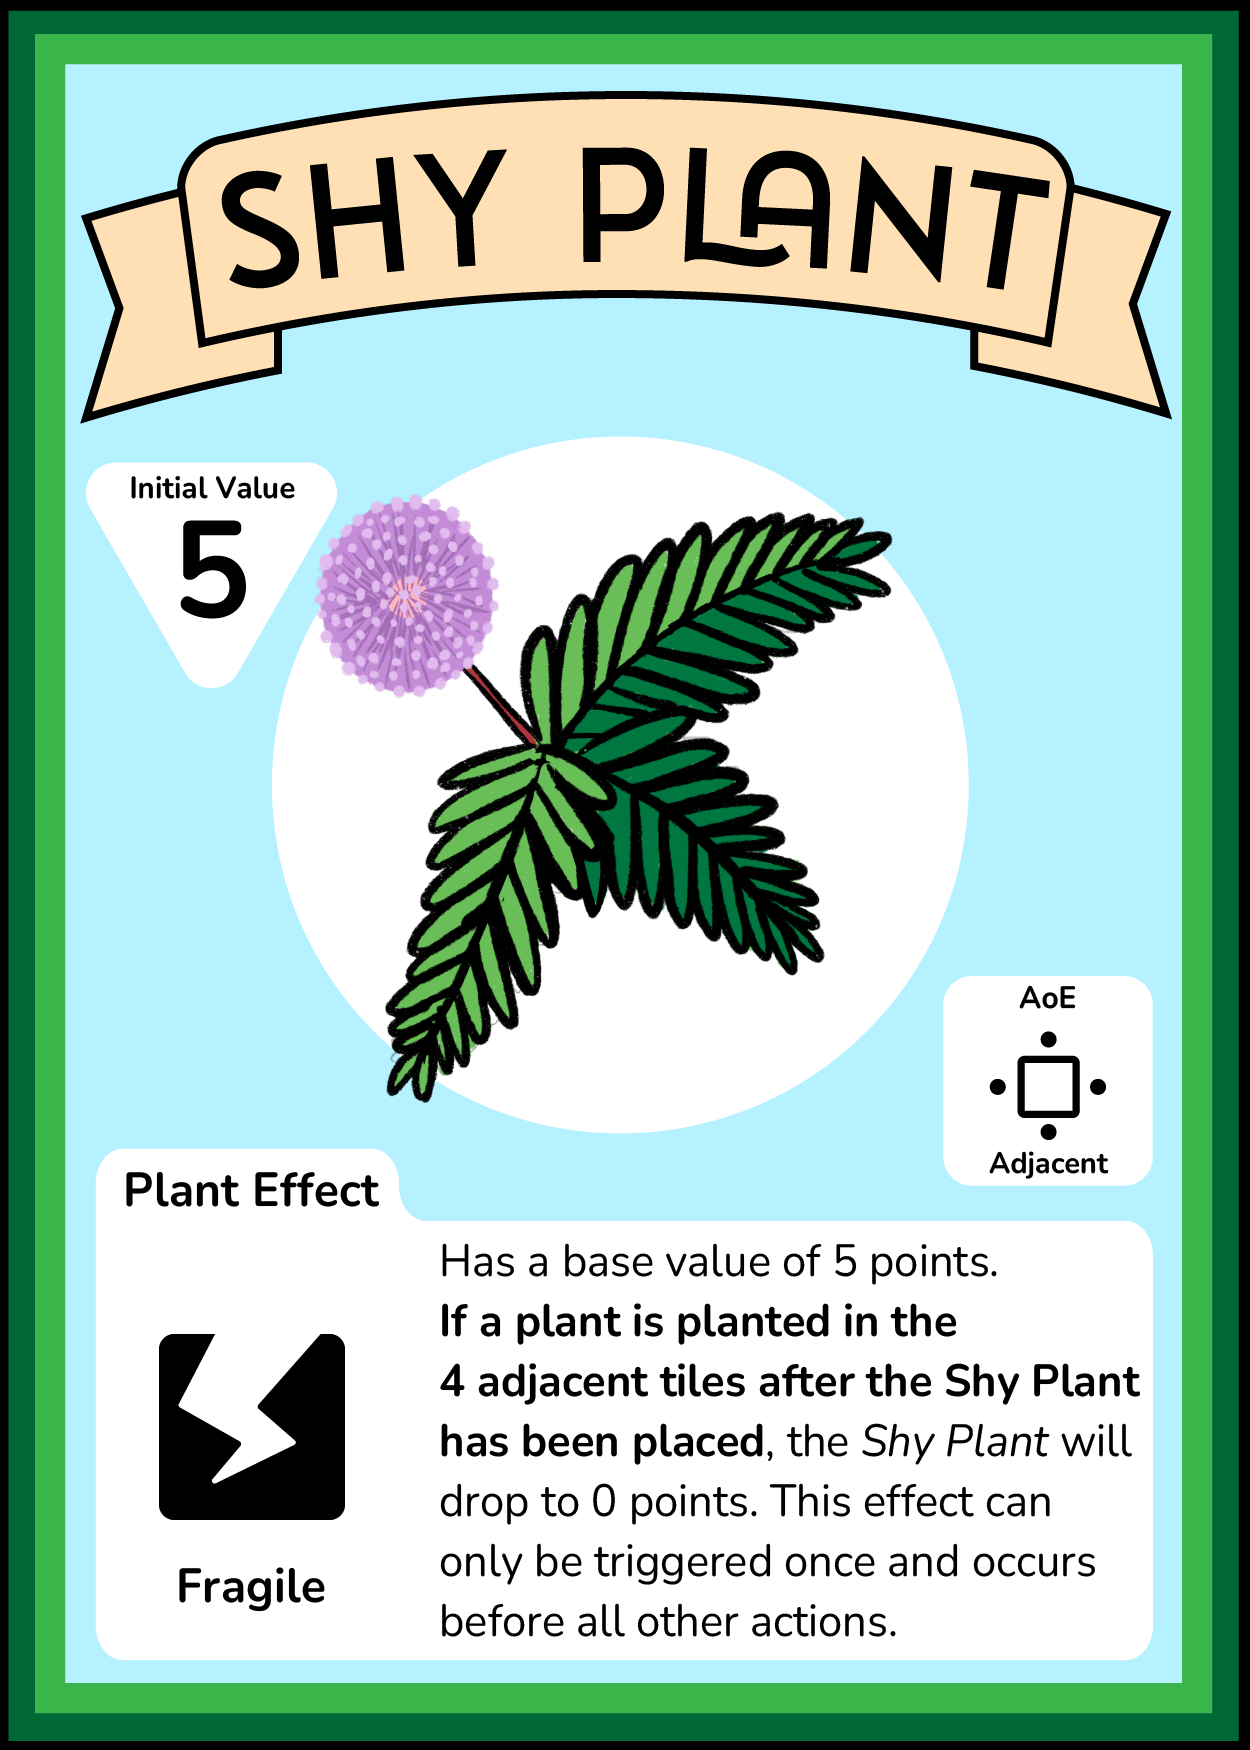 SHY PLANT
Initial Value
5
AoE
Adjacent
Plant Effect
Fragile
Has a base value of 5 points.
If a plant is planted in the
4 adjacent tiles after the Shy Plant
has been placed, the Shy Plant will
drop to 0 points. This effect can
only be triggered once and occurs
before all other actions.